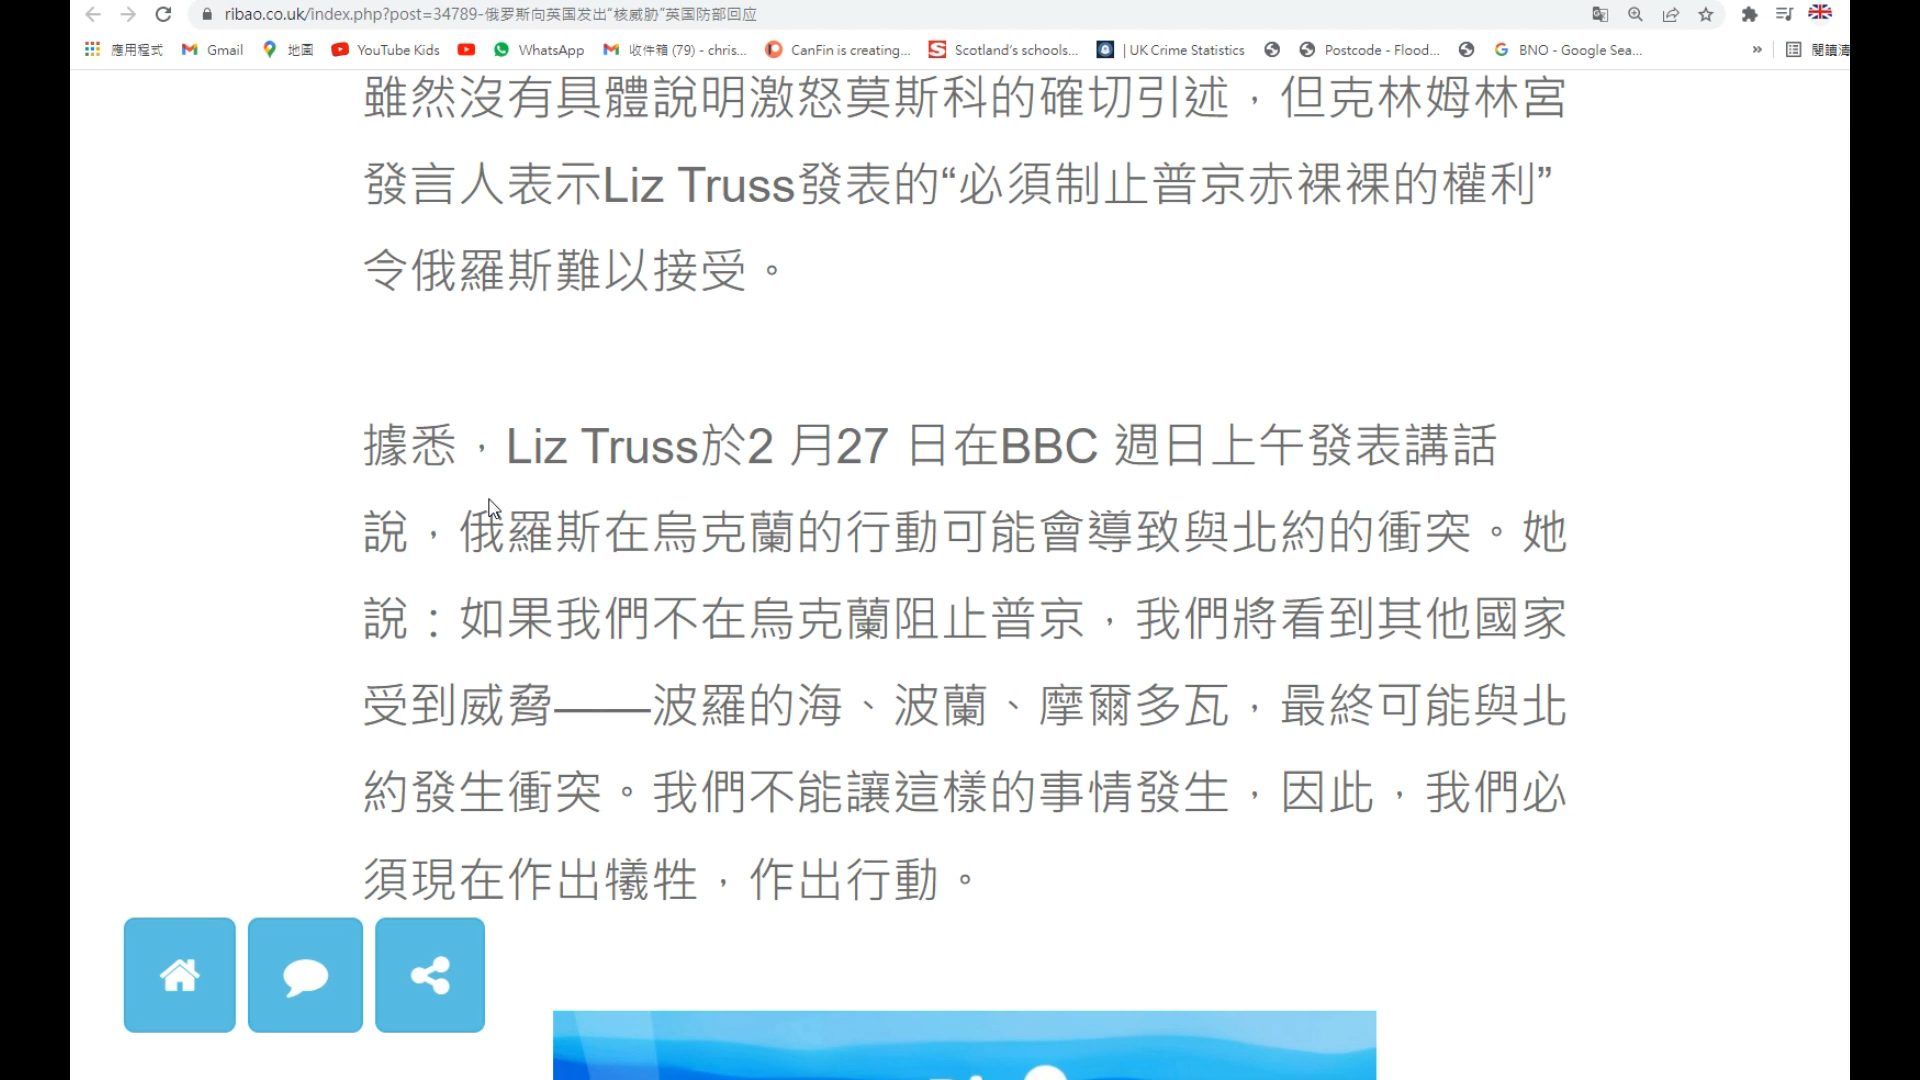 ribao.co.uk/index.php?post=34789-俄罗斯向英国发出“核威胁”英国防部回应
應用程式 Gmail 地圖 YouTube Kids WhatsApp 收件箱 (79) - chris... CanFin is creating... Scotland's schools... | UK Crime Statistics Postcode - Flood... BNO - Google Sea... » 閱讀清
雖然沒有具體說明激怒莫斯科的確切引述，但克林姆林宮
發言人表示Liz Truss發表的“必須制止普京赤裸裸的權利”
令俄羅斯難以接受。
據悉，Liz Truss於2 月27 日在BBC 週日上午發表講話
說，俄羅斯在烏克蘭的行動可能會導致與北約的衝突。她
說：如果我們不在烏克蘭阻止普京，我們將看到其他國家
受到威脅——波羅的海、波蘭、摩爾多瓦，最終可能與北
約發生衝突。我們不能讓這樣的事情發生，因此，我們必
須現在作出犧牲，作出行動。